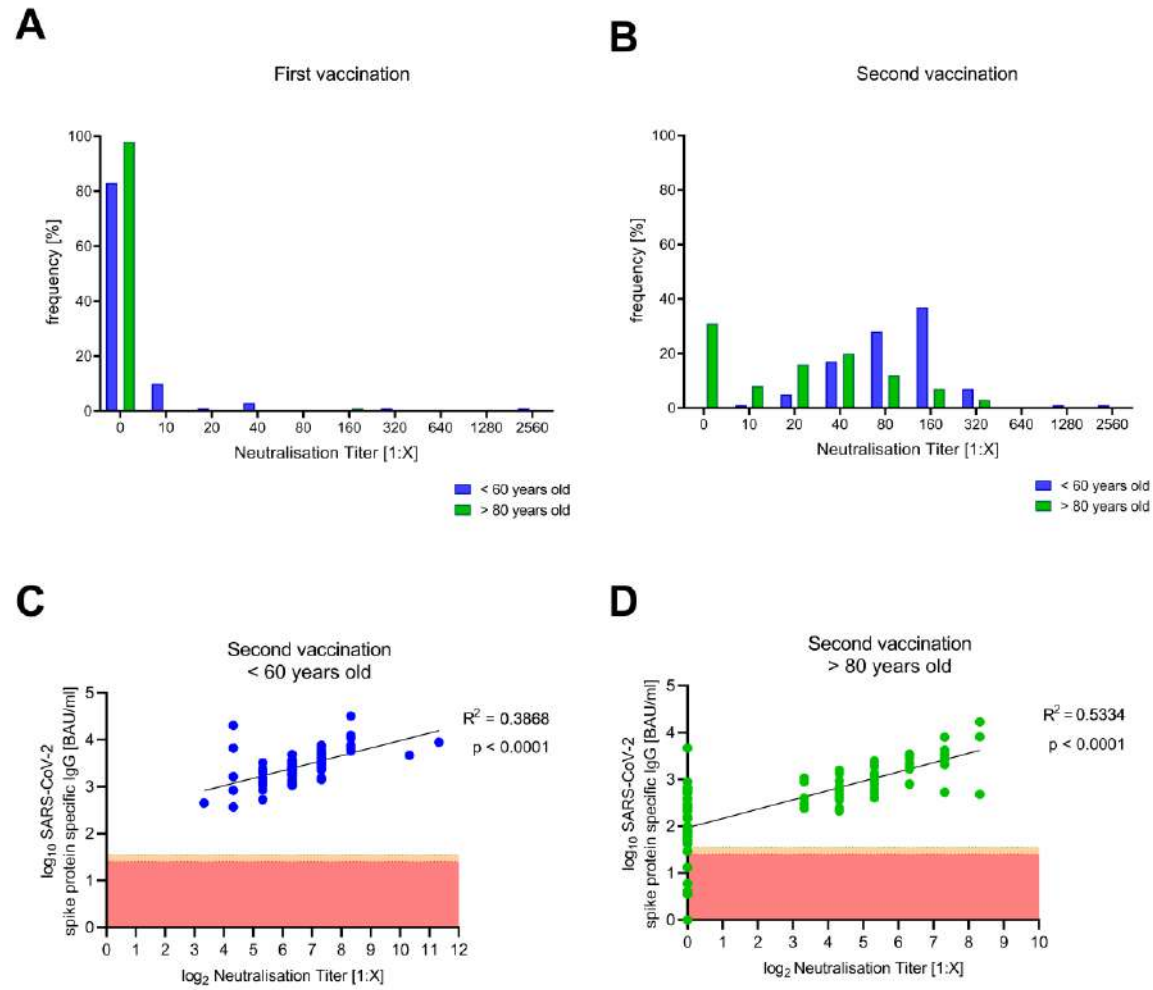 A
First vaccination
frequency [%]
100
80
60
40
20
0
0 10 20 40 80 160 320 640 1280 2560
Neutralisation Titer [1:X]
< 60 years old
> 80 years old
B
Second vaccination
frequency [%]
100
80
60
40
20
0
0 10 20 40 80 160 320 640 1280 2560
Neutralisation Titer [1:X]
< 60 years old
> 80 years old
C
Second vaccination
< 60 years old
log10 SARS-CoV-2
spike protein specific IgG [BAU/ml]
5
4
3
2
1
0
R² = 0.3868
p < 0.0001
0 1 2 3 4 5 6 7 8 9 10 11 12
log2 Neutralisation Titer [1:X]
D
Second vaccination
> 80 years old
log10 SARS-CoV-2
spike protein specific IgG [BAU/ml]
5
4
3
2
1
0
R² = 0.5334
p < 0.0001
0 1 2 3 4 5 6 7 8 9 10
log2 Neutralisation Titer [1:X]